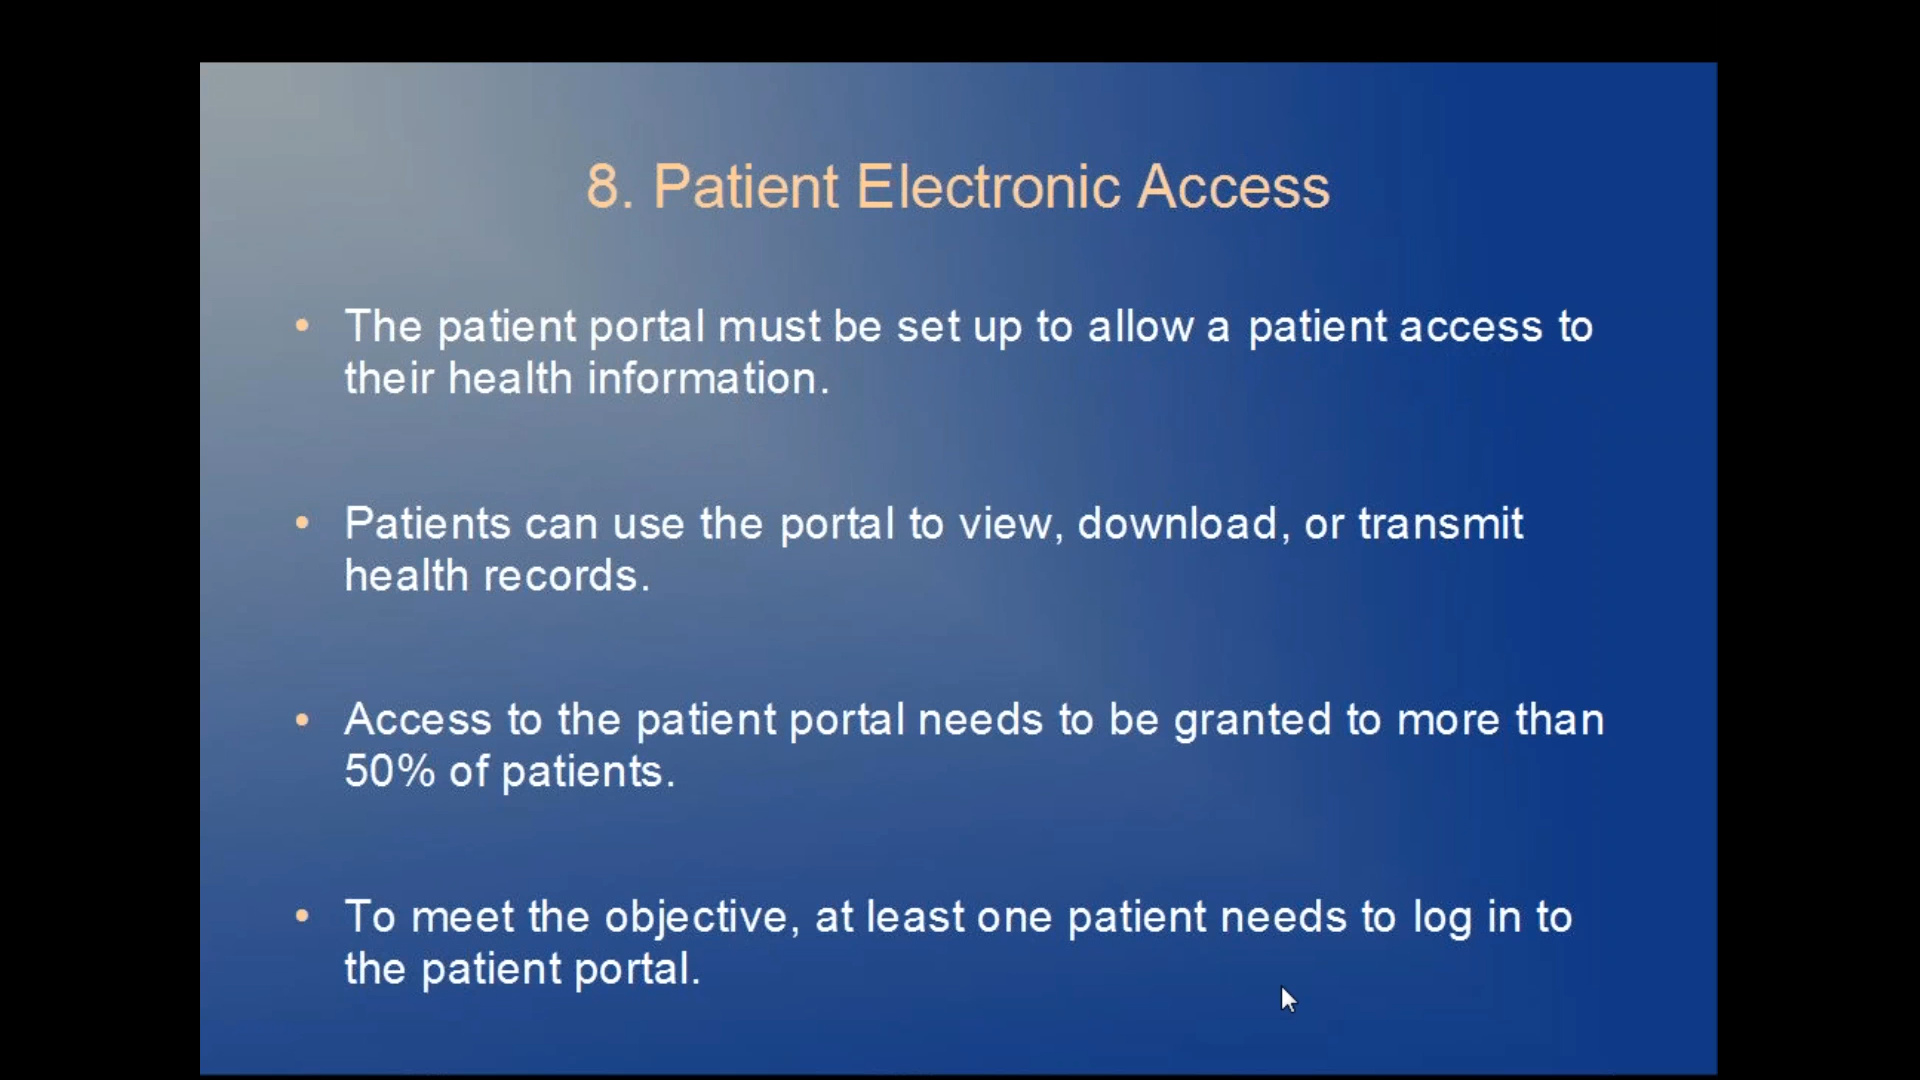 8. Patient Electronic Access
• The patient portal must be set up to allow a patient access to
their health information.
• Patients can use the portal to view, download, or transmit
health records.
• Access to the patient portal needs to be granted to more than
50% of patients.
• To meet the objective, at least one patient needs to log in to
the patient portal.